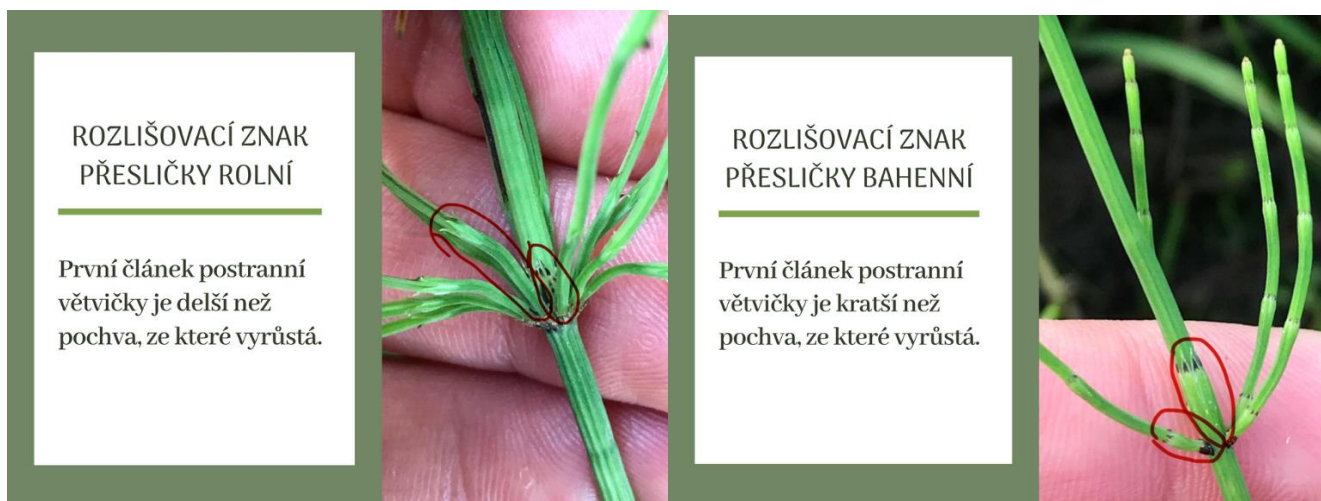 ROZLIŠOVACÍ ZNAK
PŘESLIČKY ROLNÍ
První článek postranní
větvičky je delší než
pochva, ze které vyrůstá.
ROZLIŠOVACÍ ZNAK
PŘESLIČKY BAHENNÍ
První článek postranní
větvičky je kratší než
pochva, ze které vyrůstá.